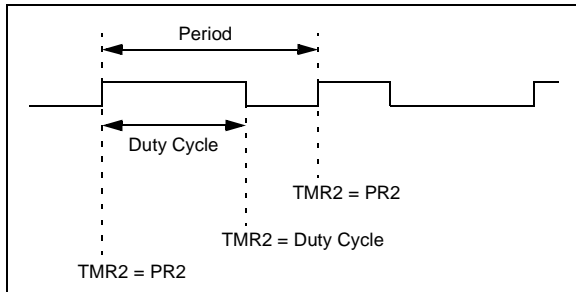 Period
Duty Cycle
TMR2 = PR2
TMR2 = Duty Cycle
TMR2 = PR2